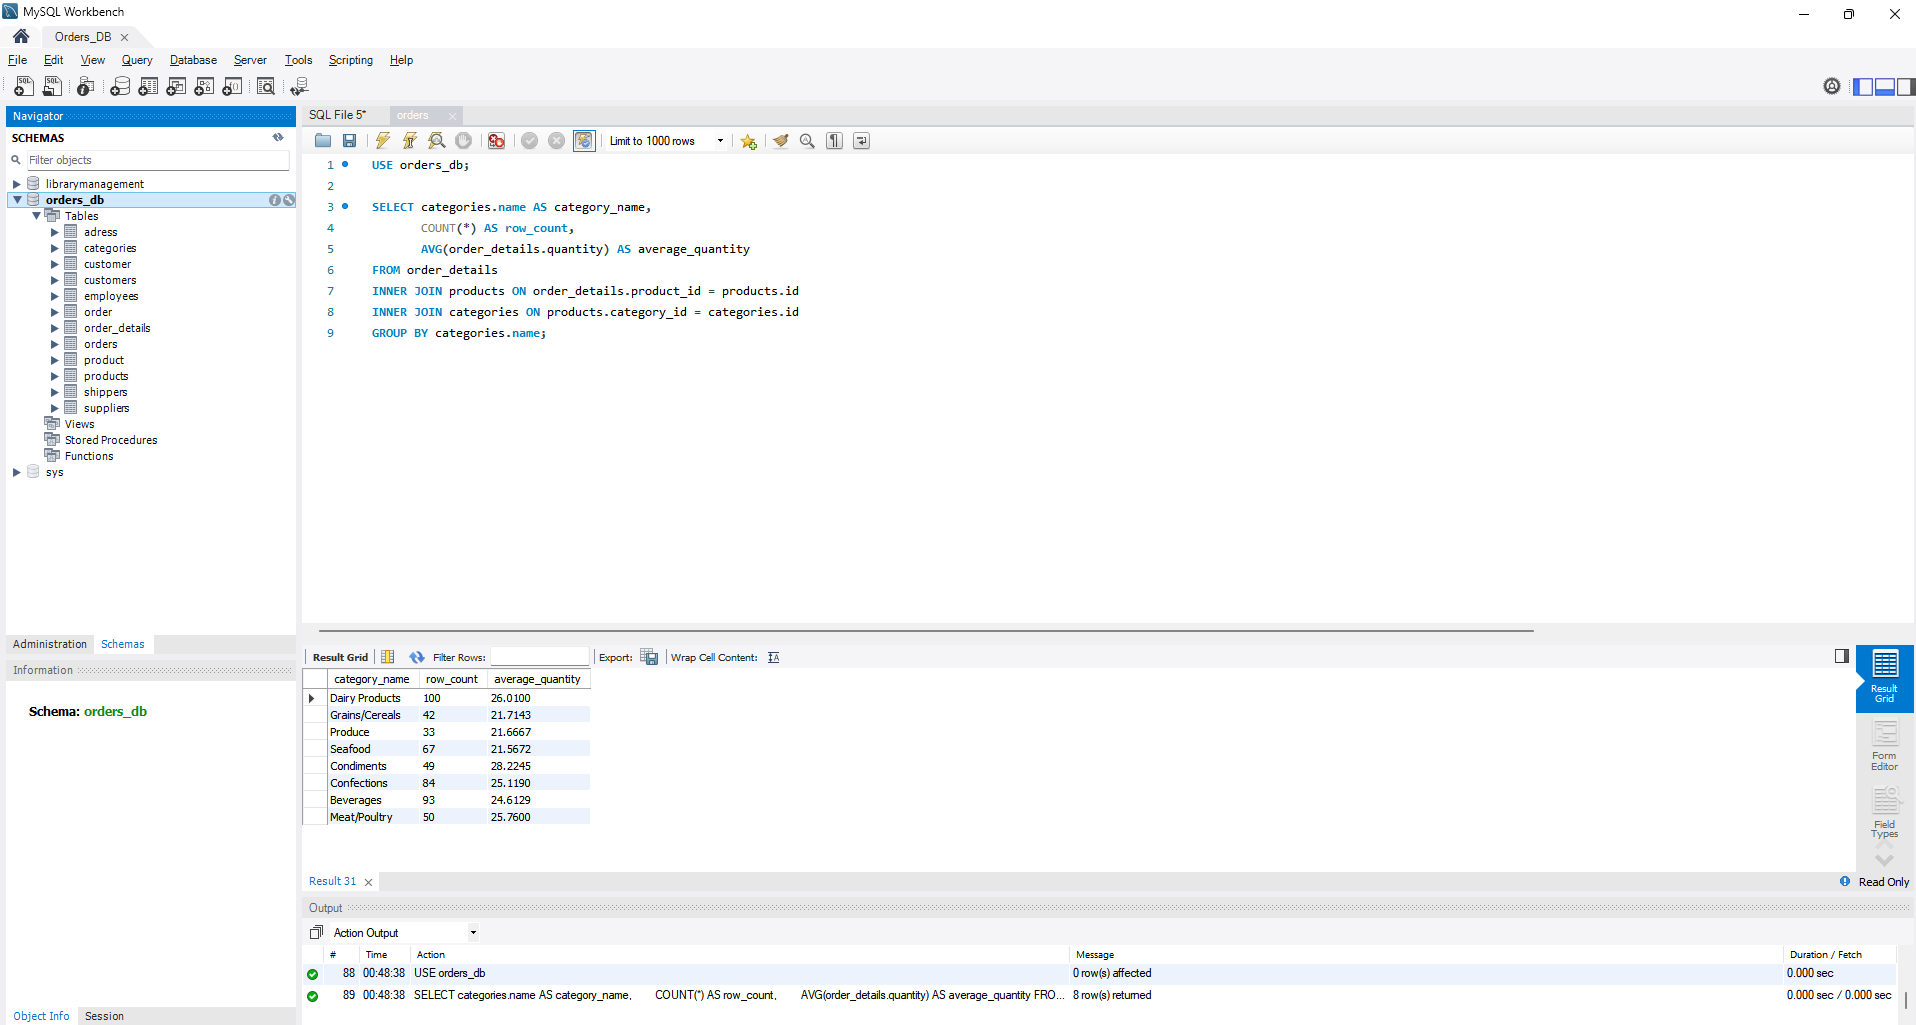 MySQL Workbench
Orders_DB
File Edit View Query Database Server Tools Scripting Help
Navigator
SCHEMAS
Filter objects
librarymanagement
orders_db
Tables
adress
categories
customer
customers
employees
order
order_details
orders
product
products
shippers
suppliers
Views
Stored Procedures
Functions
sys
Administration Schemas
Information
Schema: orders_db
Object Info Session
SQL File 5* orders
Limit to 1000 rows
1 USE orders_db;
2
3 SELECT categories.name AS category_name,
4 COUNT(*) AS row_count,
5 AVG(order_details.quantity) AS average_quantity
6 FROM order_details
7 INNER JOIN products ON order_details.product_id = products.id
8 INNER JOIN categories ON products.category_id = categories.id
9 GROUP BY categories.name;
Result Grid Filter Rows: Export: Wrap Cell Content:
category_name row_count average_quantity
Dairy Products 100 26.0100
Grains/Cereals 42 21.7143
Produce 33 21.6667
Seafood 67 21.5672
Condiments 49 28.2245
Confections 84 25.1190
Beverages 93 24.6129
Meat/Poultry 50 25.7600
Result Grid
Form Editor
Field Types
Result 31 Read Only
Output
Action Output
# Time Action Message Duration / Fetch
88 00:48:38 USE orders_db 0 row(s) affected 0.000 sec
89 00:48:38 SELECT categories.name AS category_name, COUNT(*) AS row_count, AVG(order_details.quantity) AS average_quantity FRO... 8 row(s) returned 0.000 sec / 0.000 sec